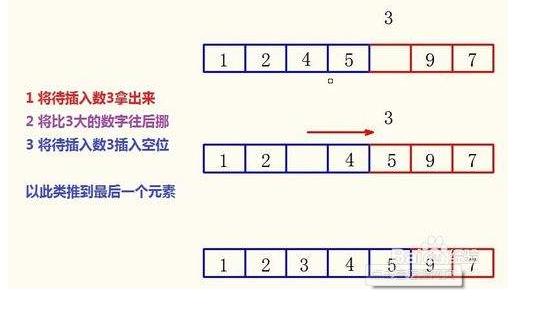 3
1 2 4 5 9 7
1 将待插入数3拿出来
2 将比3大的数字往后挪
3 将待插入数3插入空位
以此类推到最后一个元素
3
1 2 4 5 9 7
1 2 3 4 5 9 7